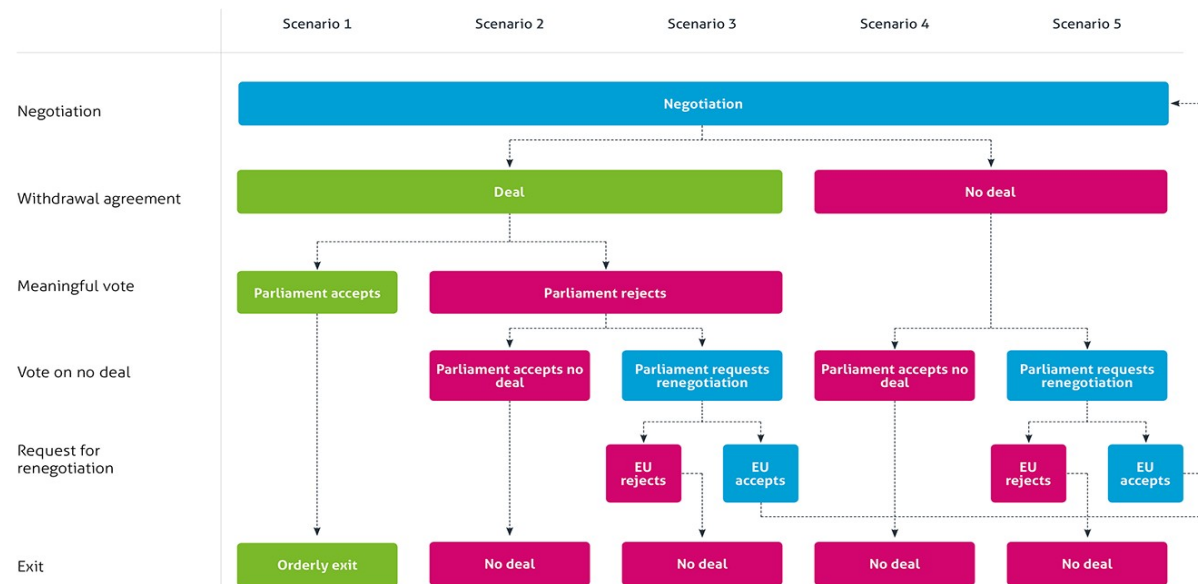 Scenario 1
Scenario 2
Scenario 3
Scenario 4
Scenario 5
Negotiation
Negotiation
Withdrawal agreement
Deal
No deal
Meaningful vote
Parliament accepts
Parliament rejects
Vote on no deal
Parliament accepts no
deal
Parliament requests
renegotiation
Parliament accepts no
deal
Parliament requests
renegotiation
Request for
renegotiation
EU
rejects
EU
accepts
EU
rejects
EU
accepts
Exit
Orderly exit
No deal
No deal
No deal
No deal